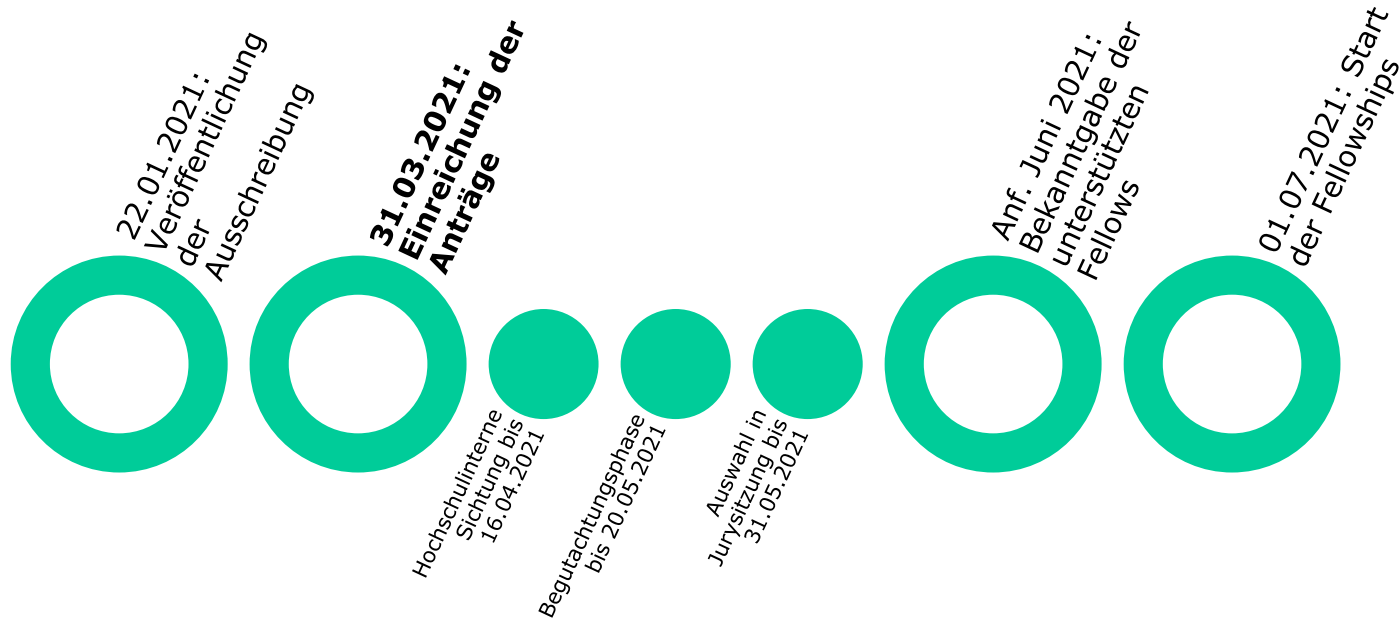 22.01.2021:
Veröffentlichung
der
Ausschreibung
31.03.2021:
Einreichung der
Anträge
Hochschulinterne
Sichtung bis
16.04.2021
Begutachtungsphase
bis 20.05.2021
Auswahl in
Jurysitzung bis
31.05.2021
Anf. Juni 2021:
Bekanntgabe der
unterstützten
Fellows
01.07.2021: Start
der Fellowships